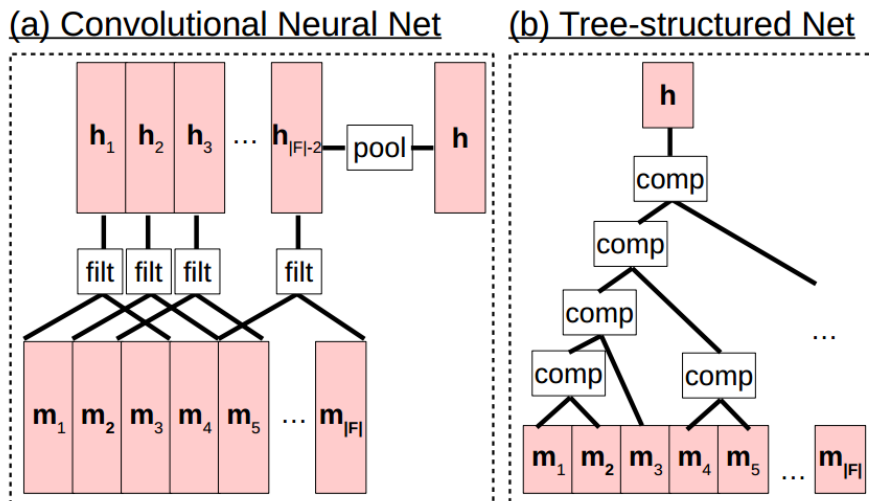 (a) Convolutional Neural Net
h1 h2 h3 ... h|F|-2 pool h
filt filt filt filt
m1 m2 m3 m4 m5 ... m|F|
(b) Tree-structured Net
h
comp
comp
comp
...
comp comp
m1 m2 m3 m4 m5 ... m|F|